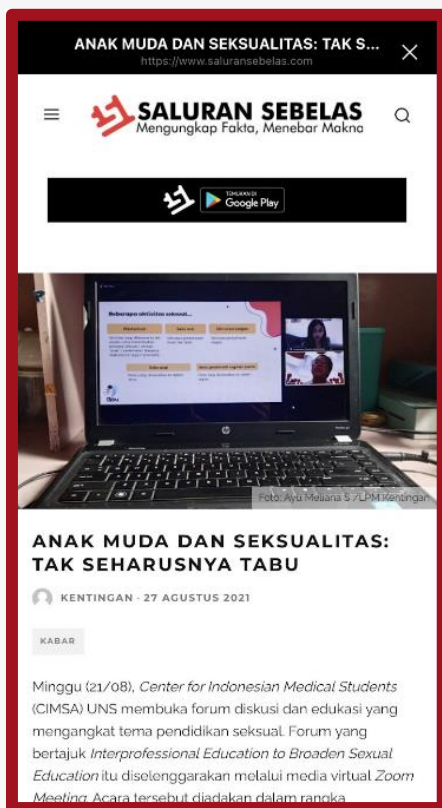 ANAK MUDA DAN SEKSUALITAS: TAK S...
https://www.saluransebelas.com
SALURAN SEBELAS
Mengungkap Fakta, Menebar Makna
TEMUKAN DI
Google Play
Beberapa aktivitas seksual...
hp
Foto: Ayu Meliana S /LPM Kentingan
ANAK MUDA DAN SEKSUALITAS:
TAK SEHARUSNYA TABU
KENTINGAN · 27 AGUSTUS 2021
KABAR
Minggu (21/08), Center for Indonesian Medical Students
(CIMSA) UNS membuka forum diskusi dan edukasi yang
mengangkat tema pendidikan seksual. Forum yang
bertajuk Interprofessional Education to Broaden Sexual
Education itu diselenggarakan melalui media virtual Zoom
Meeting. Acara tersebut diadakan dalam rangka